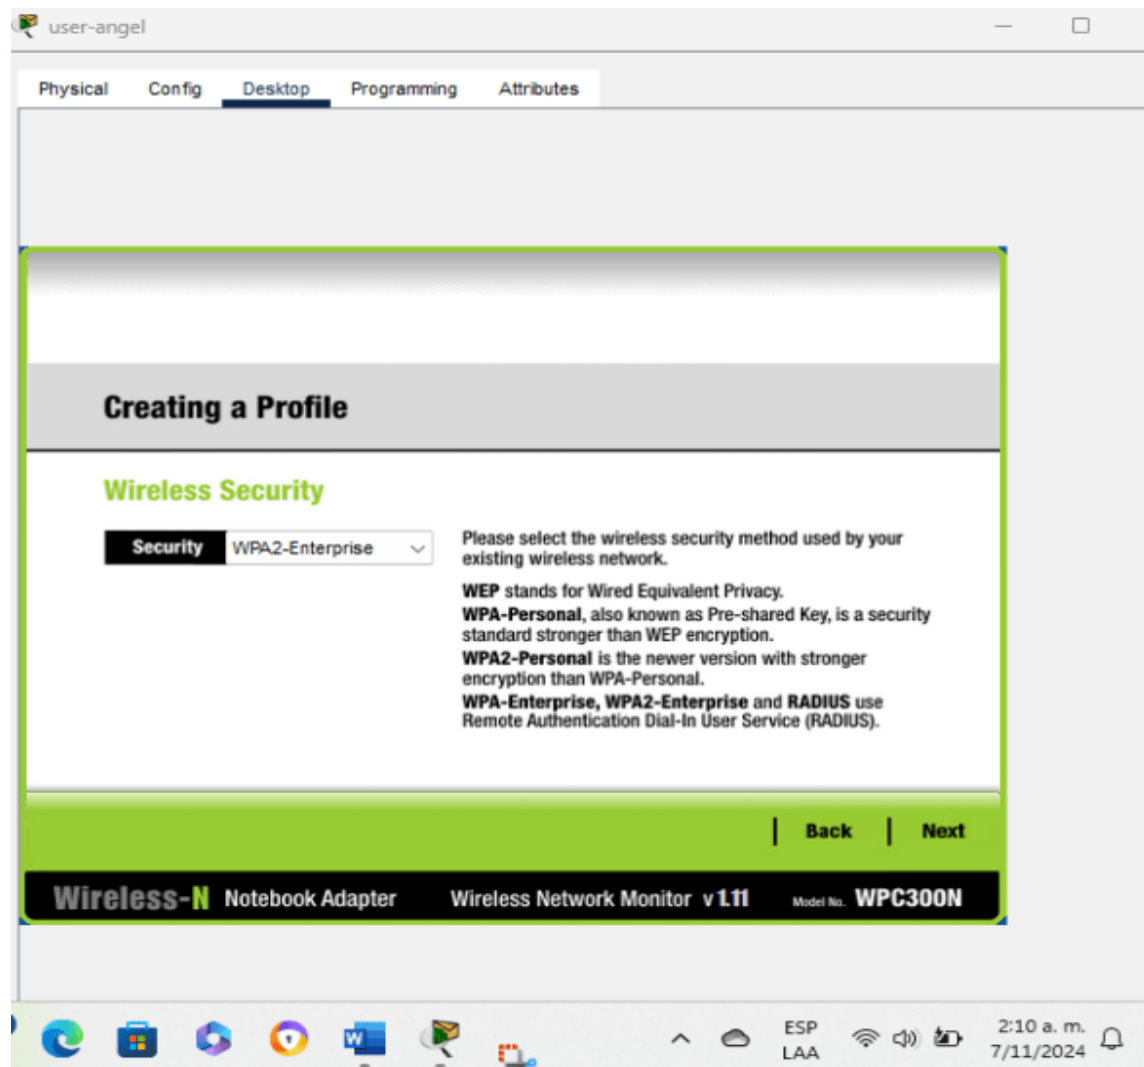 user-angel
Physical Config Desktop Programming Attributes
Creating a Profile
Wireless Security
Security WPA2-Enterprise
Please select the wireless security method used by your
existing wireless network.
WEP stands for Wired Equivalent Privacy.
WPA-Personal, also known as Pre-shared Key, is a security
standard stronger than WEP encryption.
WPA2-Personal is the newer version with stronger
encryption than WPA-Personal.
WPA-Enterprise, WPA2-Enterprise and RADIUS use
Remote Authentication Dial-In User Service (RADIUS).
Back Next
Wireless-N Notebook Adapter Wireless Network Monitor v1.11 Model No. WPC300N
W
ESP
LAA
2:10 a. m.
7/11/2024